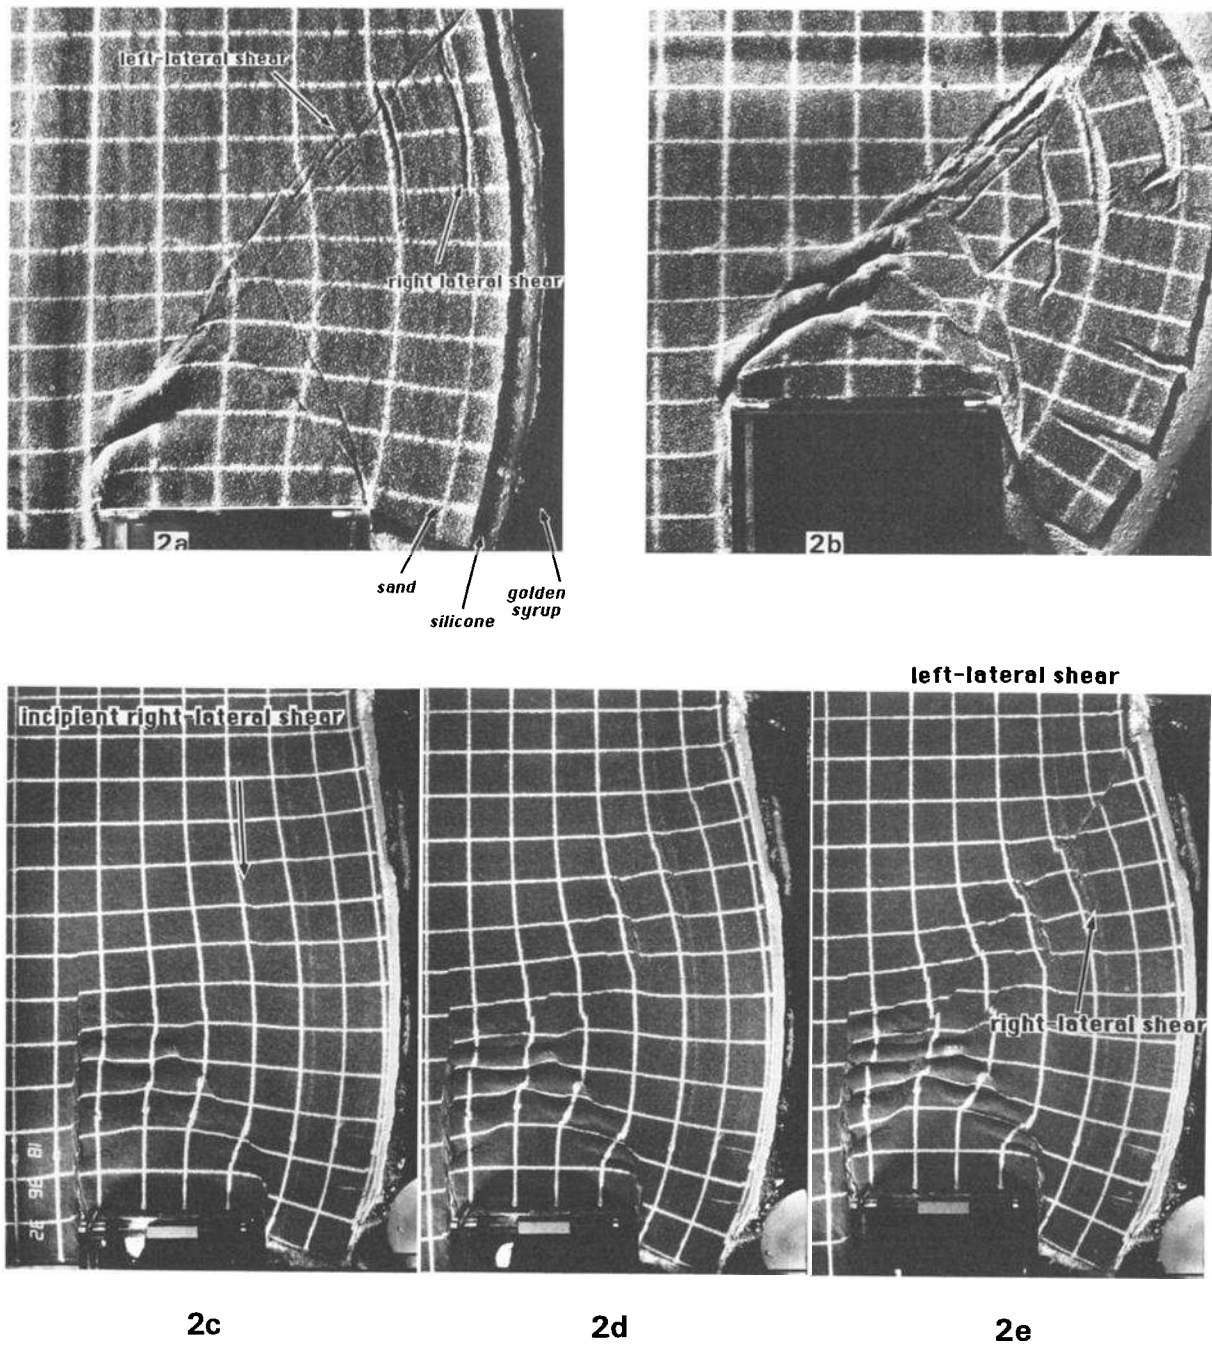 left-lateral shear
right lateral shear
2a
2b
sand
silicone
golden
syrup
left-lateral shear
incipient right-lateral shear
right-lateral shear
2c
2d
2e